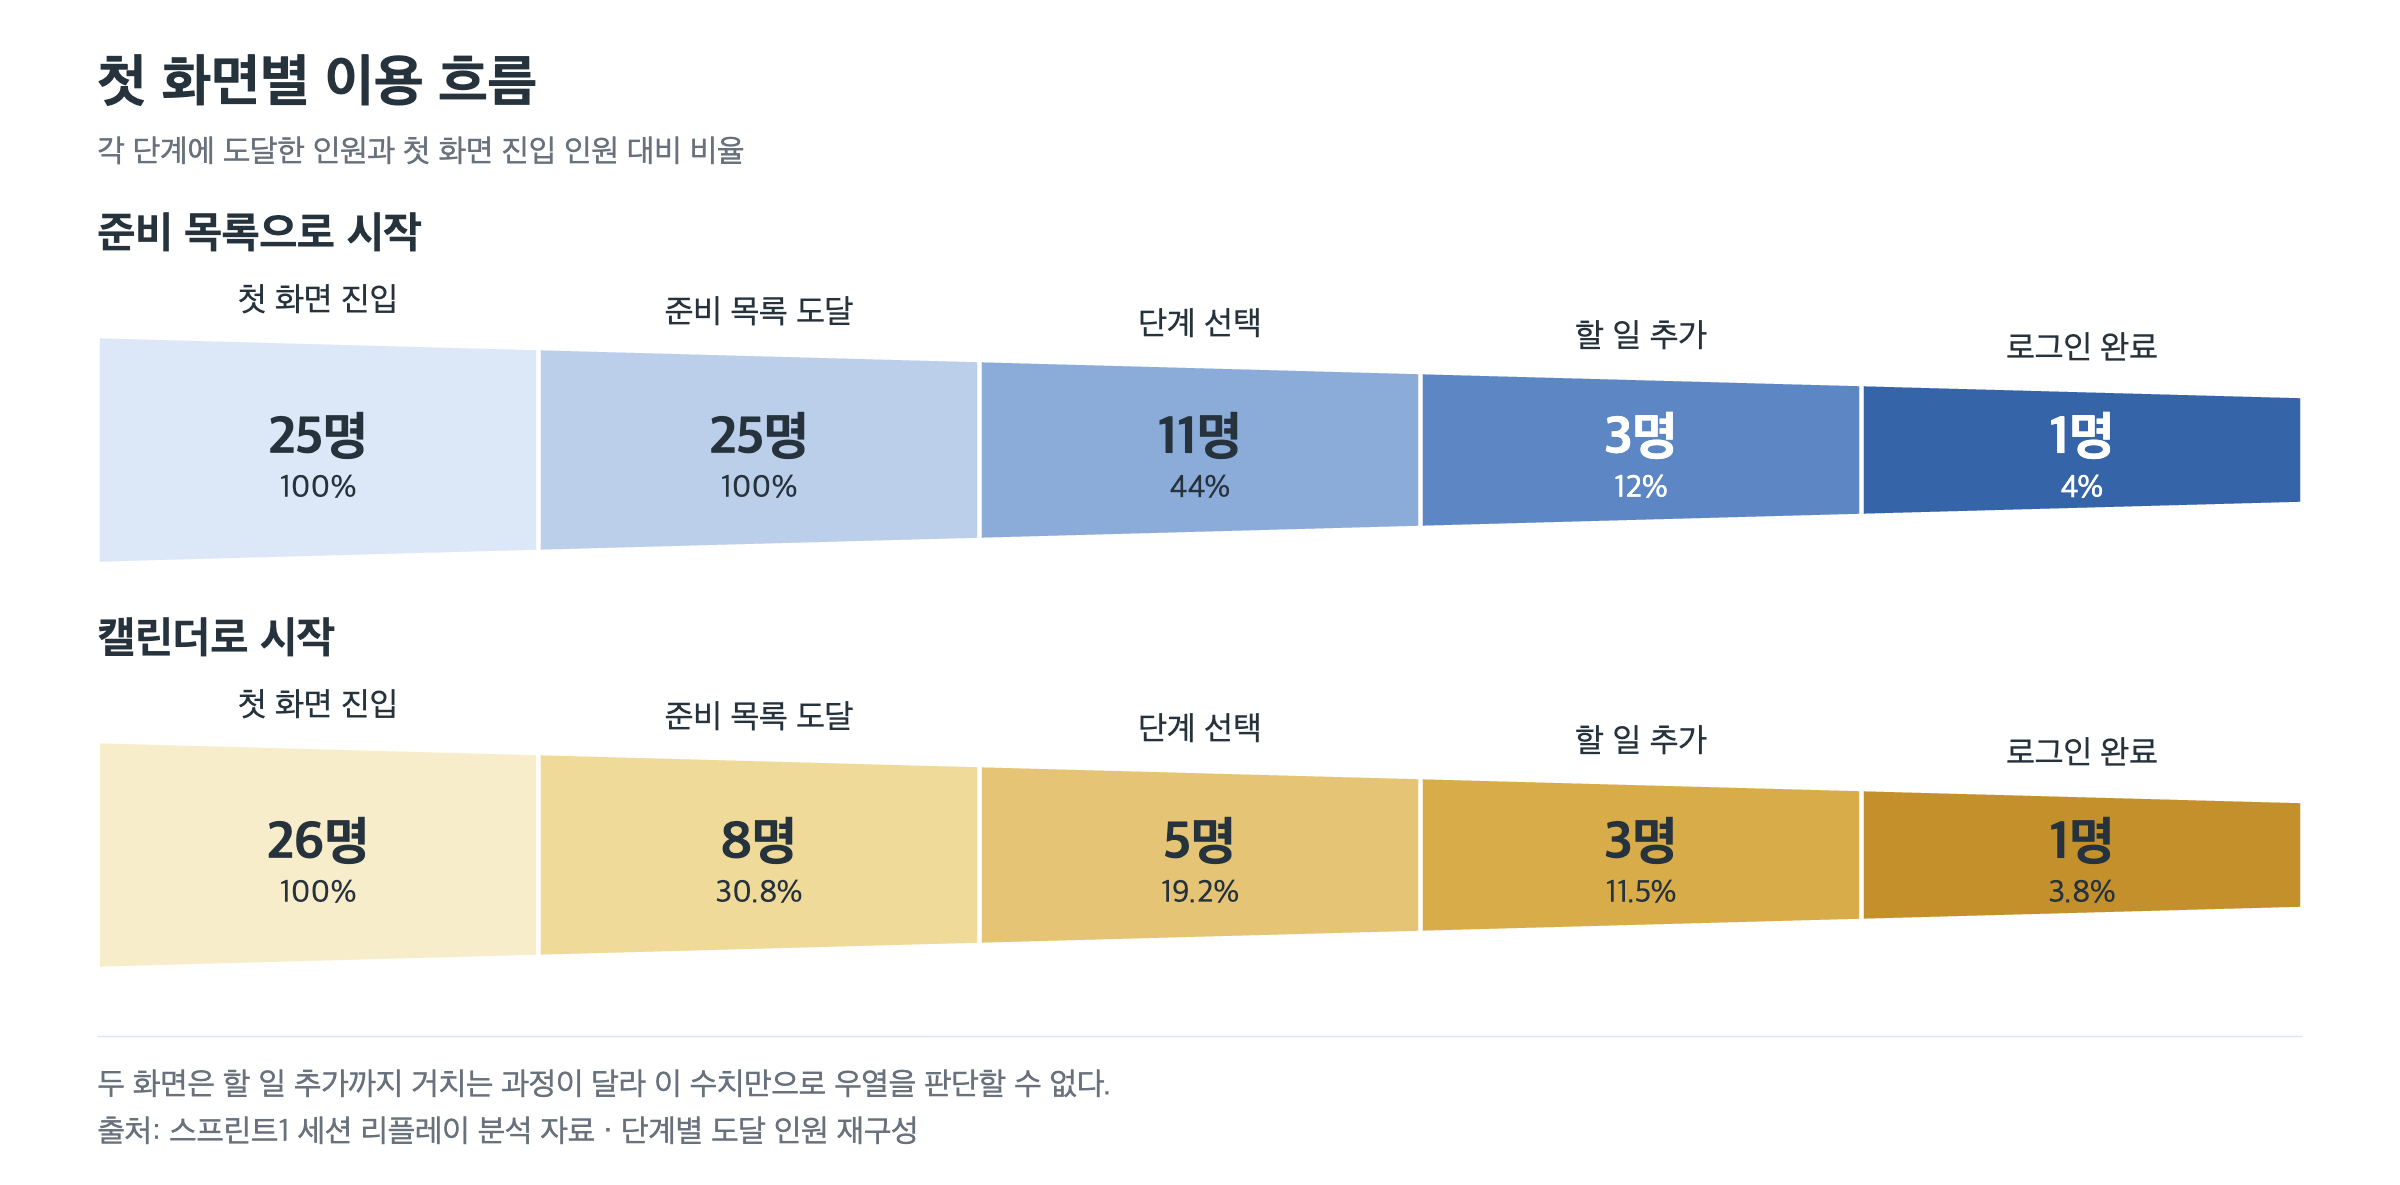 첫 화면별 이용 흐름
각 단계에 도달한 인원과 첫 화면 진입 인원 대비 비율
준비 목록으로 시작
첫 화면 진입
준비 목록 도달
단계 선택
할 일 추가
로그인 완료
25명
100%
25명
100%
11명
44%
3명
12%
1명
4%
캘린더로 시작
첫 화면 진입
준비 목록 도달
단계 선택
할 일 추가
로그인 완료
26명
100%
8명
30.8%
5명
19.2%
3명
11.5%
1명
3.8%
두 화면은 할 일 추가까지 거치는 과정이 달라 이 수치만으로 우열을 판단할 수 없다.
출처: 스프린트1 세션 리플레이 분석 자료 · 단계별 도달 인원 재구성